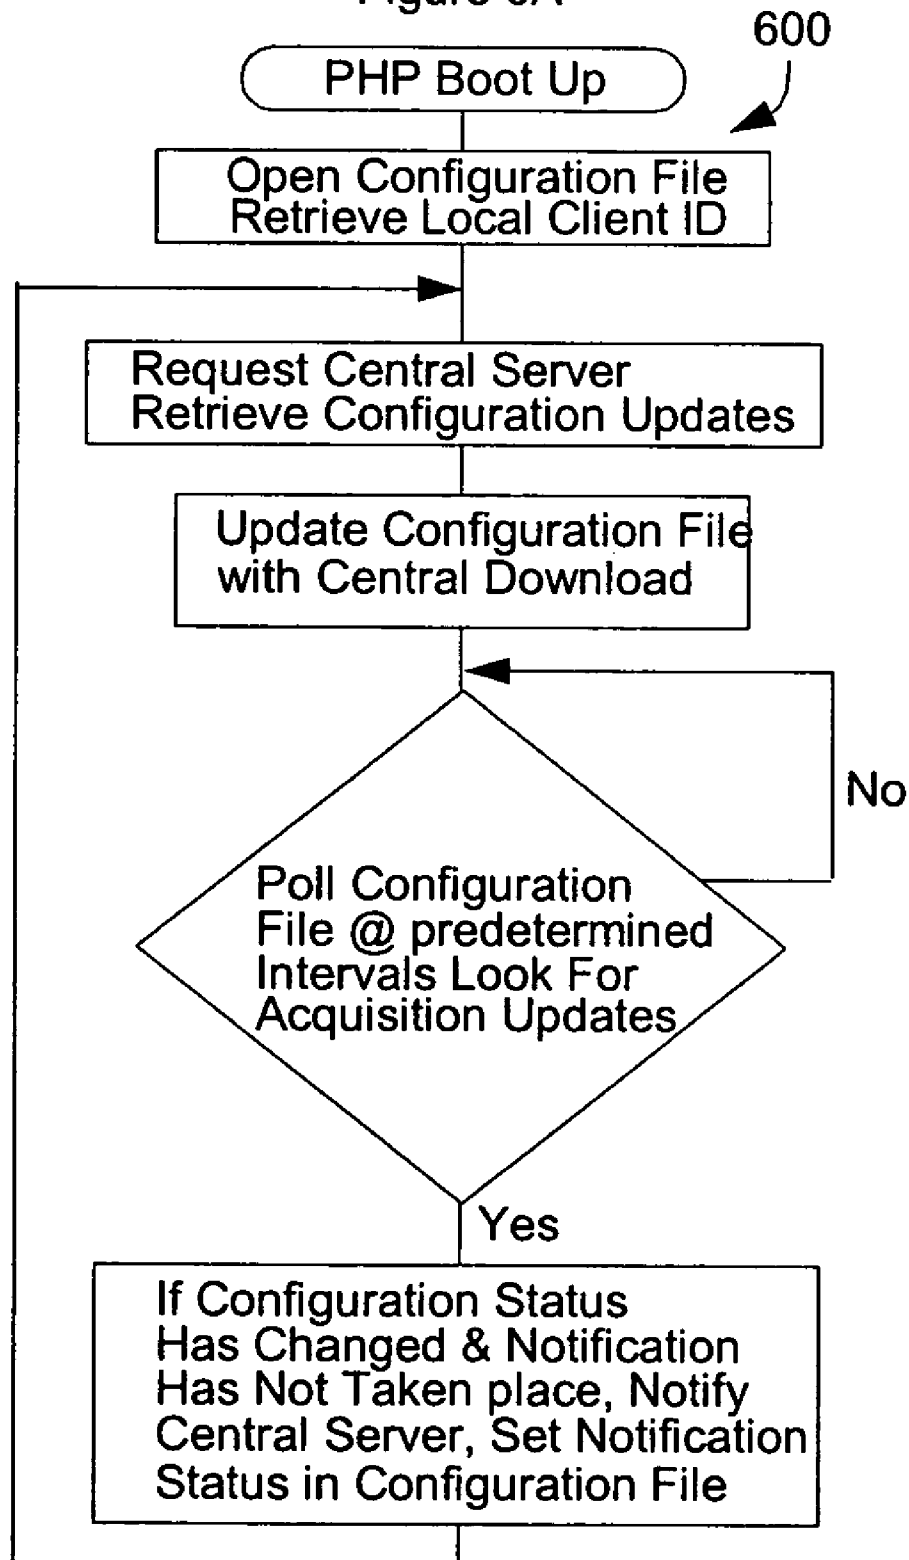 600
PHP Boot Up
Open Configuration File
Retrieve Local Client ID
Request Central Server
Retrieve Configuration Updates
Update Configuration File
with Central Download
No
Poll Configuration
File @ predetermined
Intervals Look For
Acquisition Updates
Yes
If Configuration Status
Has Changed & Notification
Has Not Taken place, Notify
Central Server, Set Notification
Status in Configuration File